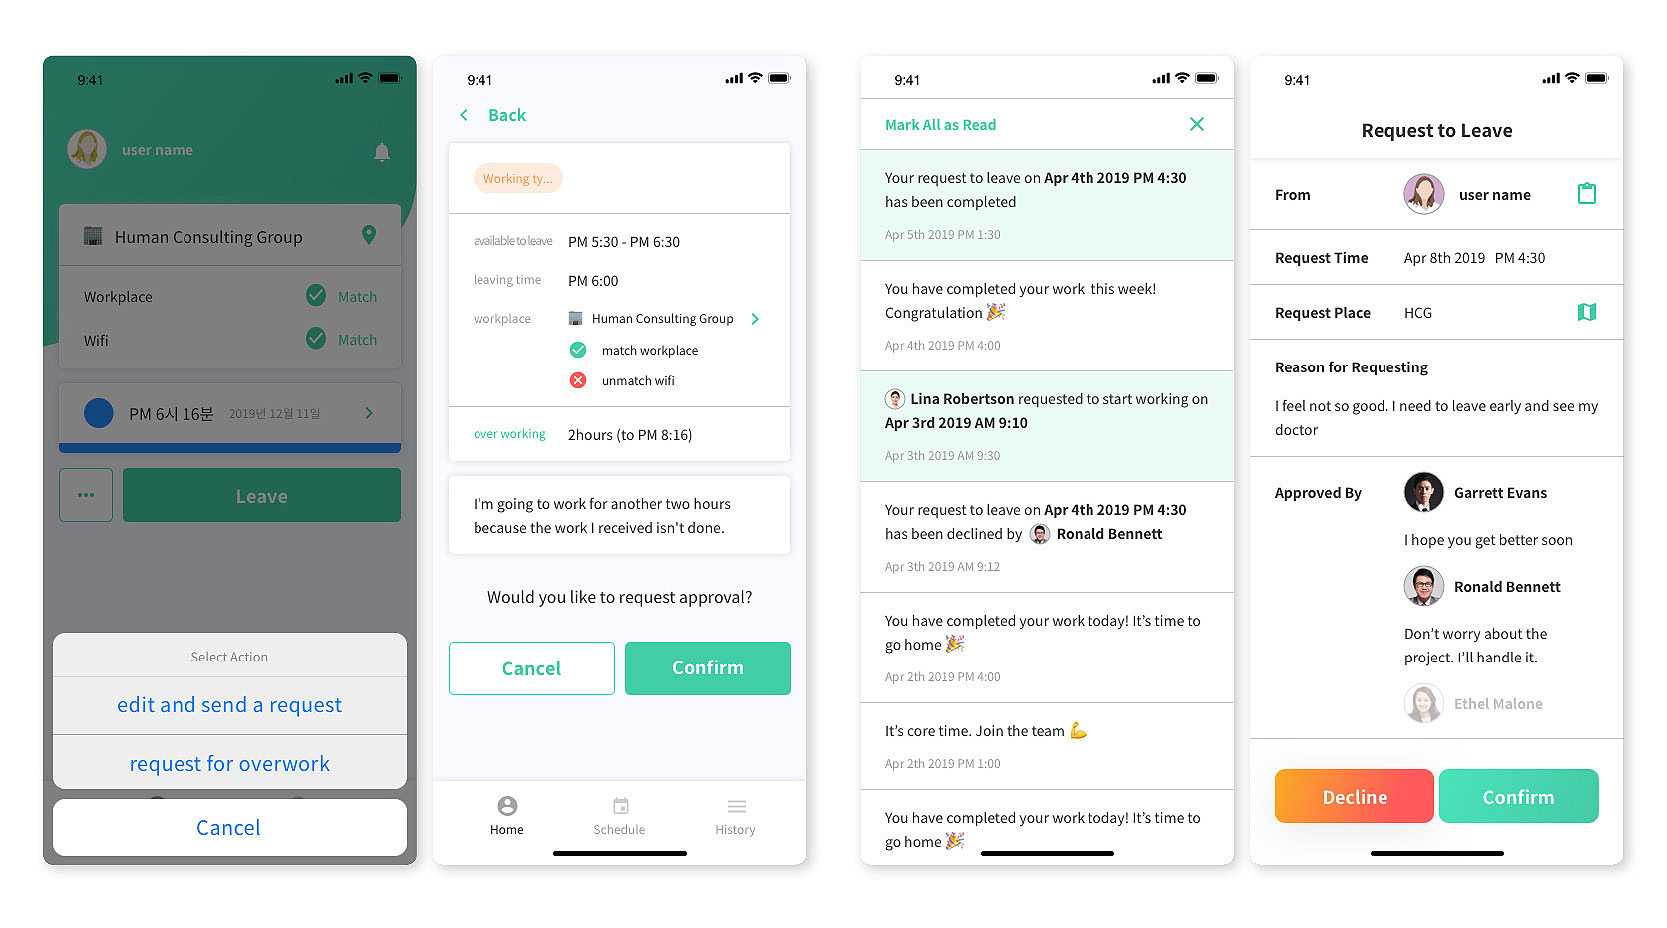 9:41
user name
Human Consulting Group
Workplace Match
Wifi Match
PM 6시 16분 2019년 12월 11일
Leave
Select Action
edit and send a request
request for overwork
Cancel
9:41
Back
Working ty...
available to leave PM 5:30 - PM 6:30
leaving time PM 6:00
workplace Human Consulting Group
match workplace
unmatch wifi
over working 2hours (to PM 8:16)
I'm going to work for another two hours
because the work I received isn't done.
Would you like to request approval?
Cancel Confirm
Home Schedule History
9:41
Mark All as Read
Your request to leave on Apr 4th 2019 PM 4:30
has been completed
Apr 5th 2019 PM 1:30
You have completed your work this week!
Congratulation 🎉
Apr 4th 2019 PM 4:00
Lina Robertson requested to start working on
Apr 3rd 2019 AM 9:10
Apr 3th 2019 AM 9:30
Your request to leave on Apr 4th 2019 PM 4:30
has been declined by Ronald Bennett
Apr 3th 2019 AM 9:12
You have completed your work today! It's time to
go home 🎉
Apr 2th 2019 PM 4:00
It's core time. Join the team 💪
Apr 2th 2019 PM 1:00
You have completed your work today! It's time to
go home 🎉
9:41
Request to Leave
From user name
Request Time Apr 8th 2019 PM 4:30
Request Place HCG
Reason for Requesting
I feel not so good. I need to leave early and see my
doctor
Approved By Garrett Evans
I hope you get better soon
Ronald Bennett
Don't worry about the
project. I'll handle it.
Ethel Malone
Decline Confirm